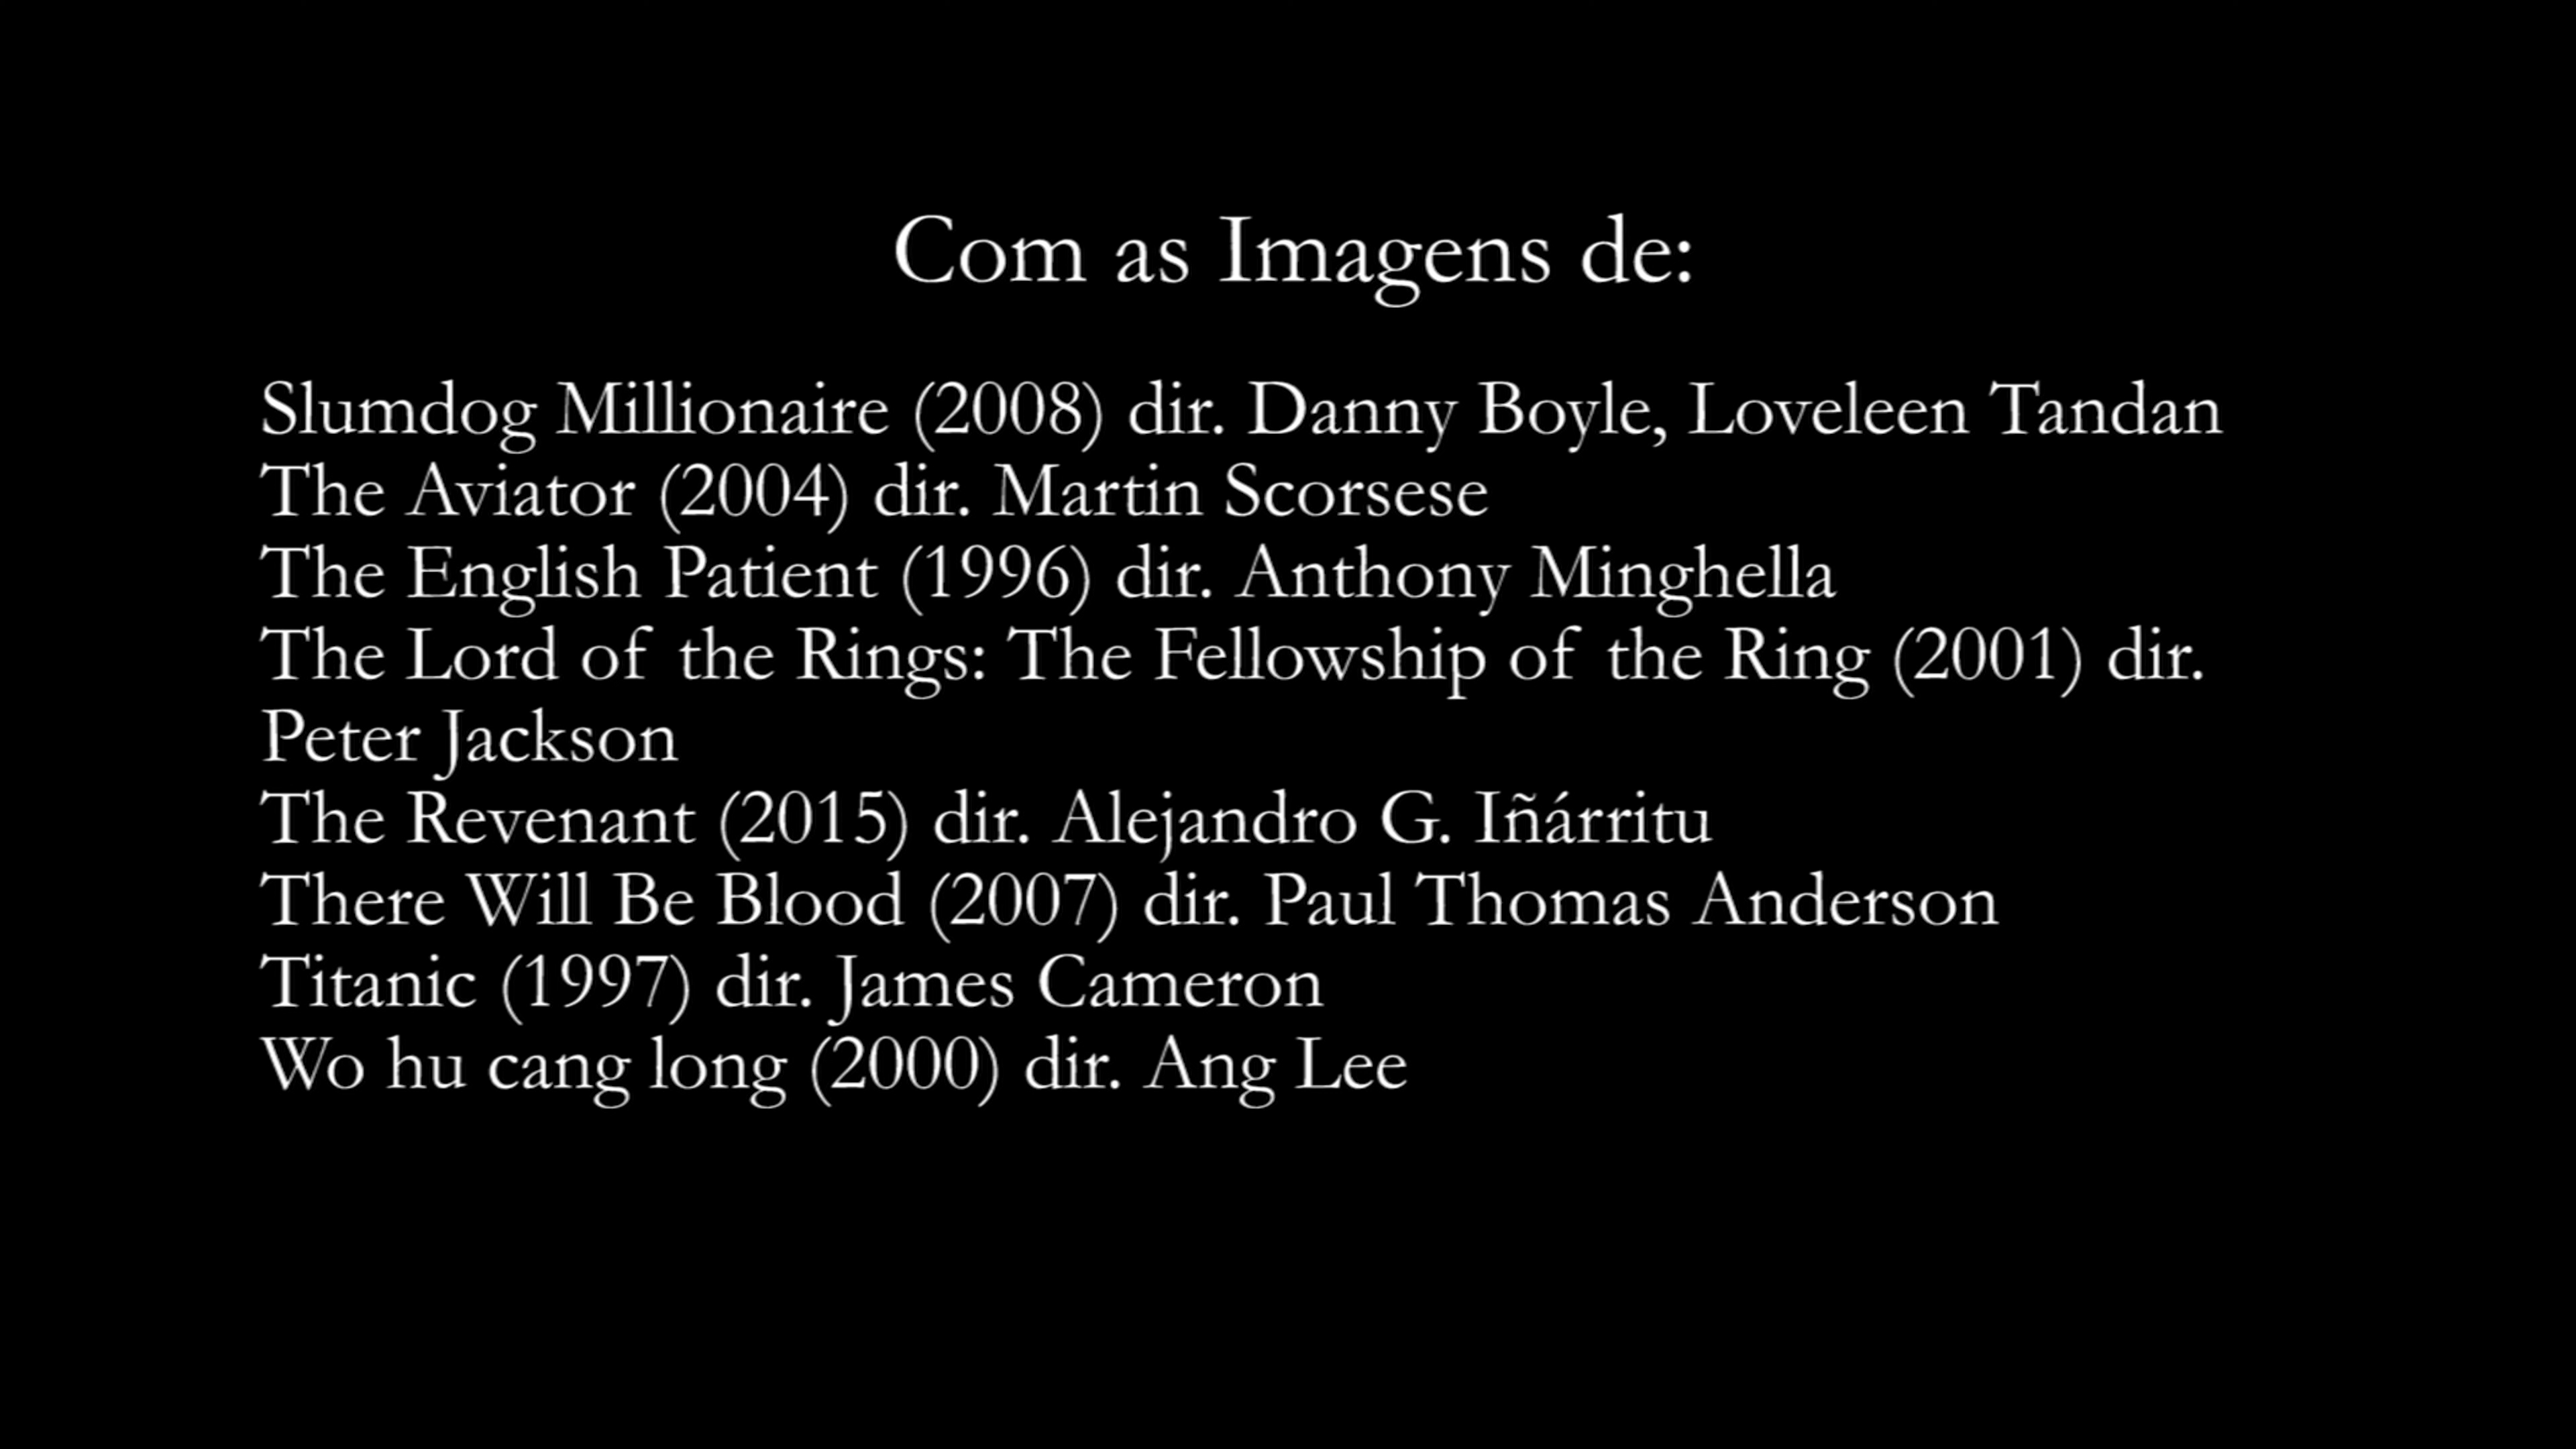 Com as Imagens de:
Slumdog Millionaire (2008) dir. Danny Boyle, Loveleen Tandan
The Aviator (2004) dir. Martin Scorsese
The English Patient (1996) dir. Anthony Minghella
The Lord of the Rings: The Fellowship of the Ring (2001) dir.
Peter Jackson
The Revenant (2015) dir. Alejandro G. Iñárritu
There Will Be Blood (2007) dir. Paul Thomas Anderson
Titanic (1997) dir. James Cameron
Wo hu cang long (2000) dir. Ang Lee